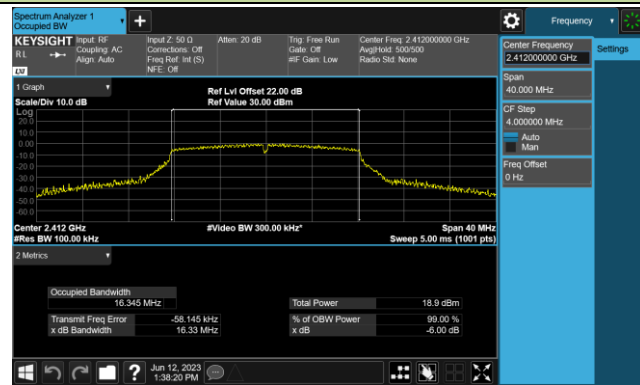 Spectrum Analyzer 1
Occupied BW
Frequency
KEYSIGHT
Input: RF
Input Z: 50 Ω
Atten: 20 dB
Trig: Free Run
Center Freq: 2.412000000 GHz
RL
Coupling: AC
Corrections: Off
Gate: Off
Avg|Hold: 500/500
Align: Auto
Freq Ref: Int (S)
#IF Gain: Low
Radio Std: None
NFE: Off
LXI
Center Frequency
2.412000000 GHz
Settings
Span
40.000 MHz
CF Step
4.000000 MHz
Auto
Man
Freq Offset
0 Hz
1 Graph
Ref Lvl Offset 22.00 dB
Scale/Div 10.0 dB
Ref Value 30.00 dBm
Log
20.0
10.0
0.00
-10.0
-20.0
-30.0
-40.0
-50.0
-60.0
Center 2.412 GHz
#Video BW 300.00 kHz*
Span 40 MHz
#Res BW 100.00 kHz
Sweep 5.00 ms (1001 pts)
2 Metrics
Occupied Bandwidth
16.345 MHz
Total Power
18.9 dBm
Transmit Freq Error
-58.145 kHz
% of OBW Power
99.00 %
x dB Bandwidth
16.33 MHz
x dB
-6.00 dB
?
Jun 12, 2023
1:38:20 PM